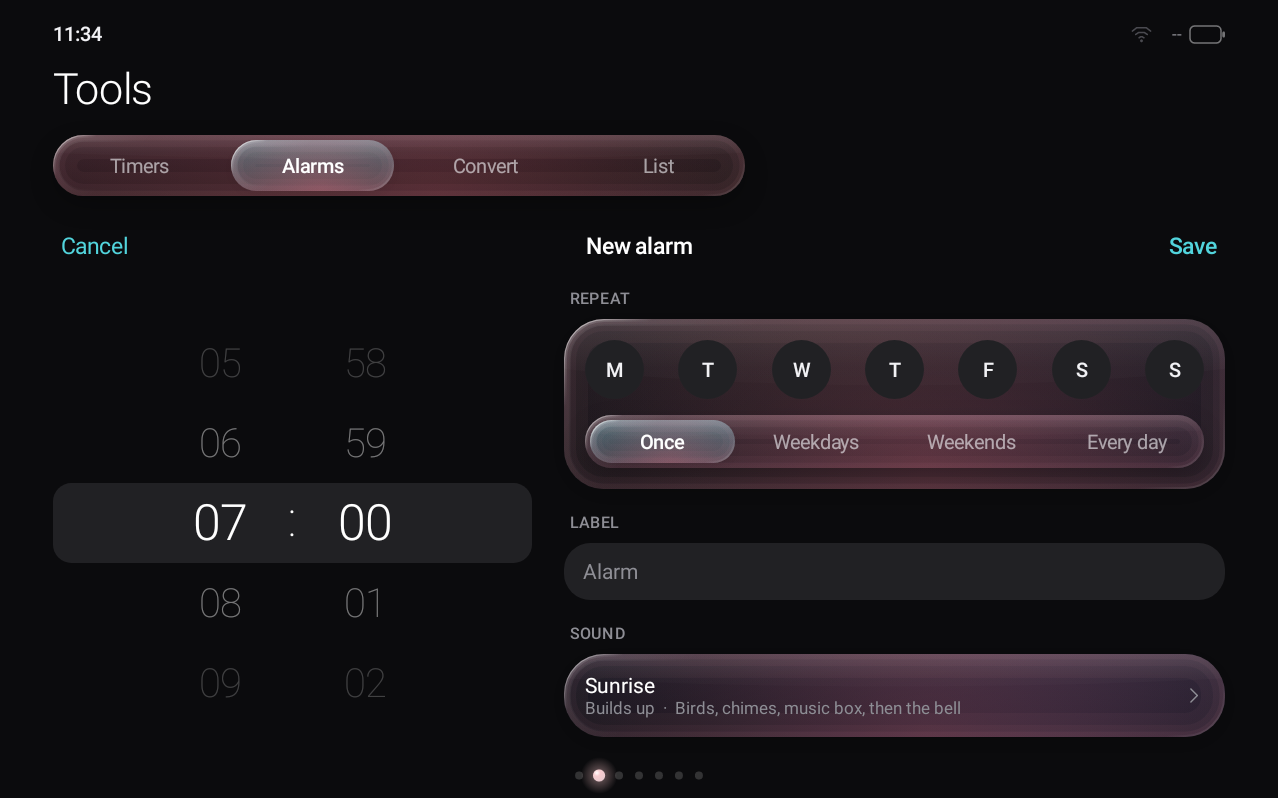 11:34
--
Tools
Timers Alarms Convert List
Cancel New alarm Save
REPEAT
M T W T F S S
Once Weekdays Weekends Every day
05 58
06 59
07 : 00
08 01
09 02
LABEL
Alarm
SOUND
Sunrise
Builds up · Birds, chimes, music box, then the bell